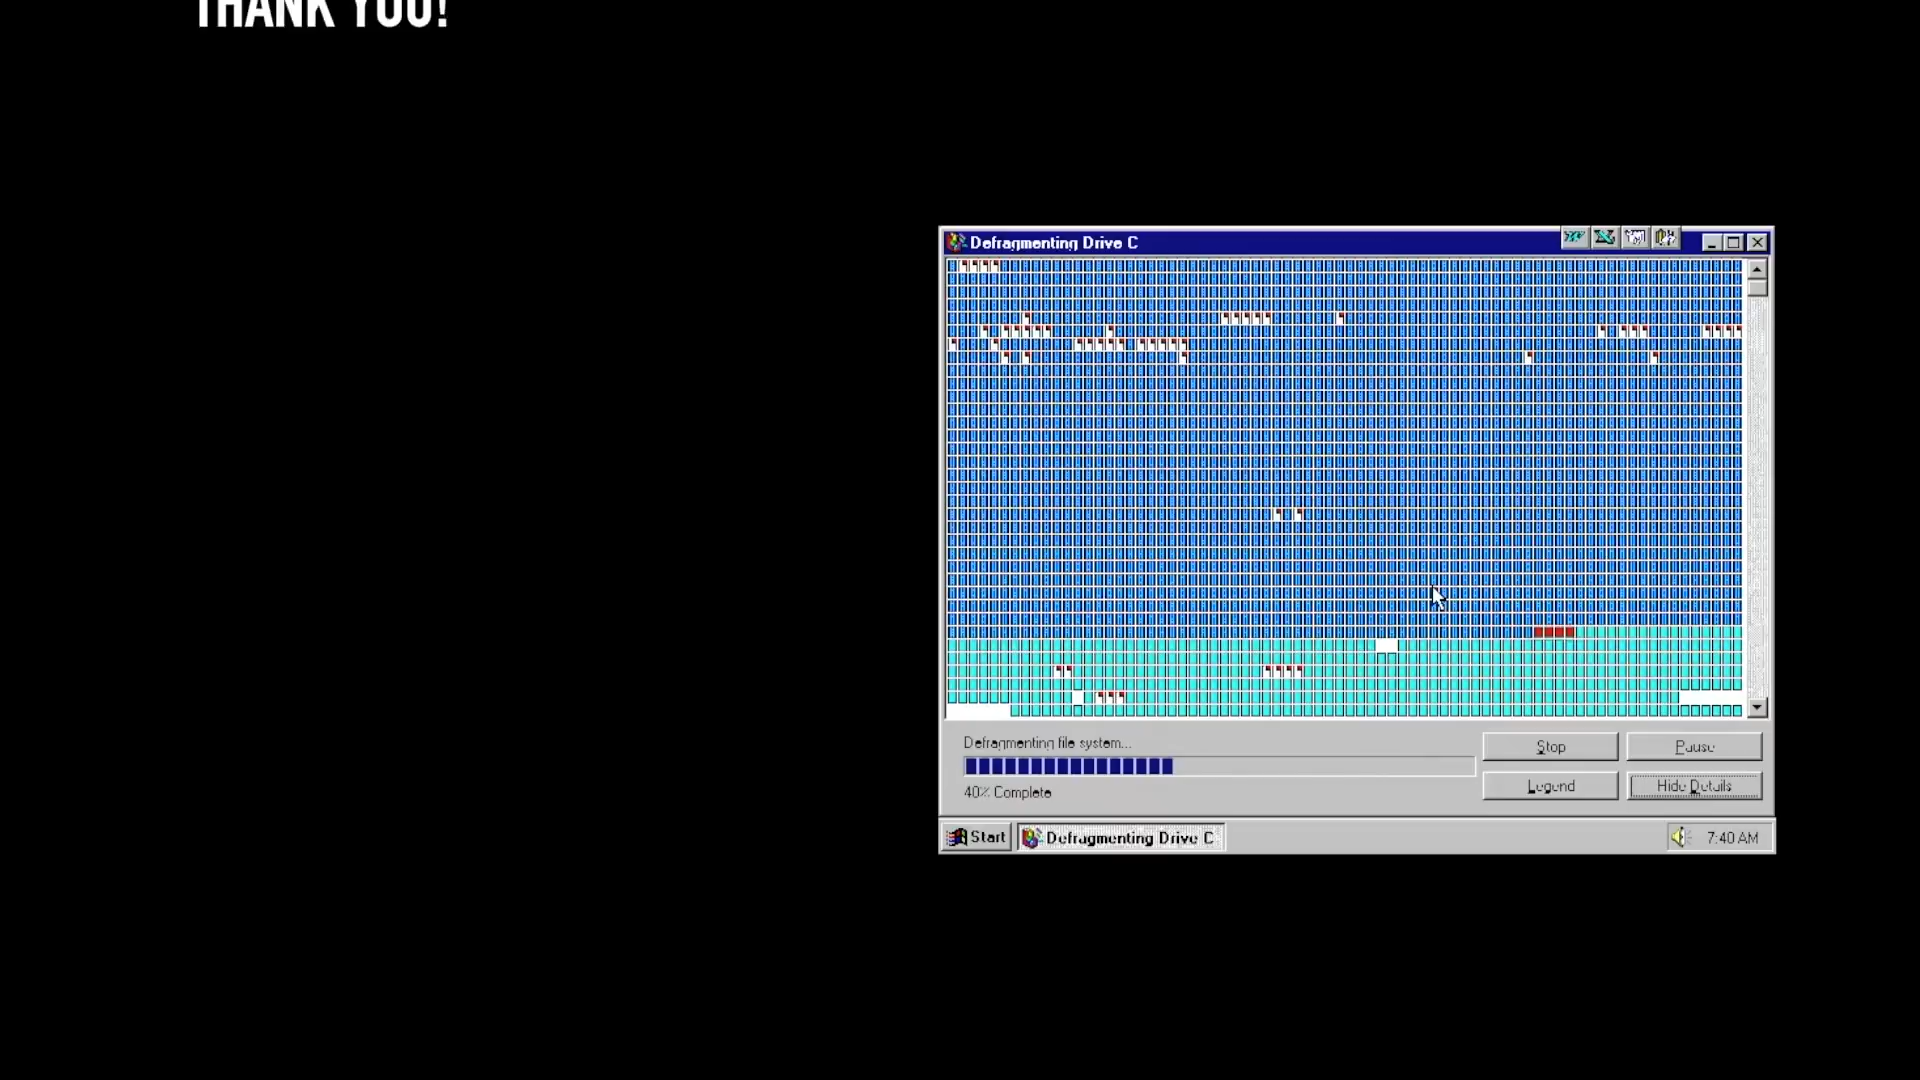 THANK YOU!
Defragmenting Drive C
Defragmenting file system...
40% Complete
Stop
Pause
Legend
Hide Details
Start
Defragmenting Drive C
7:40 AM